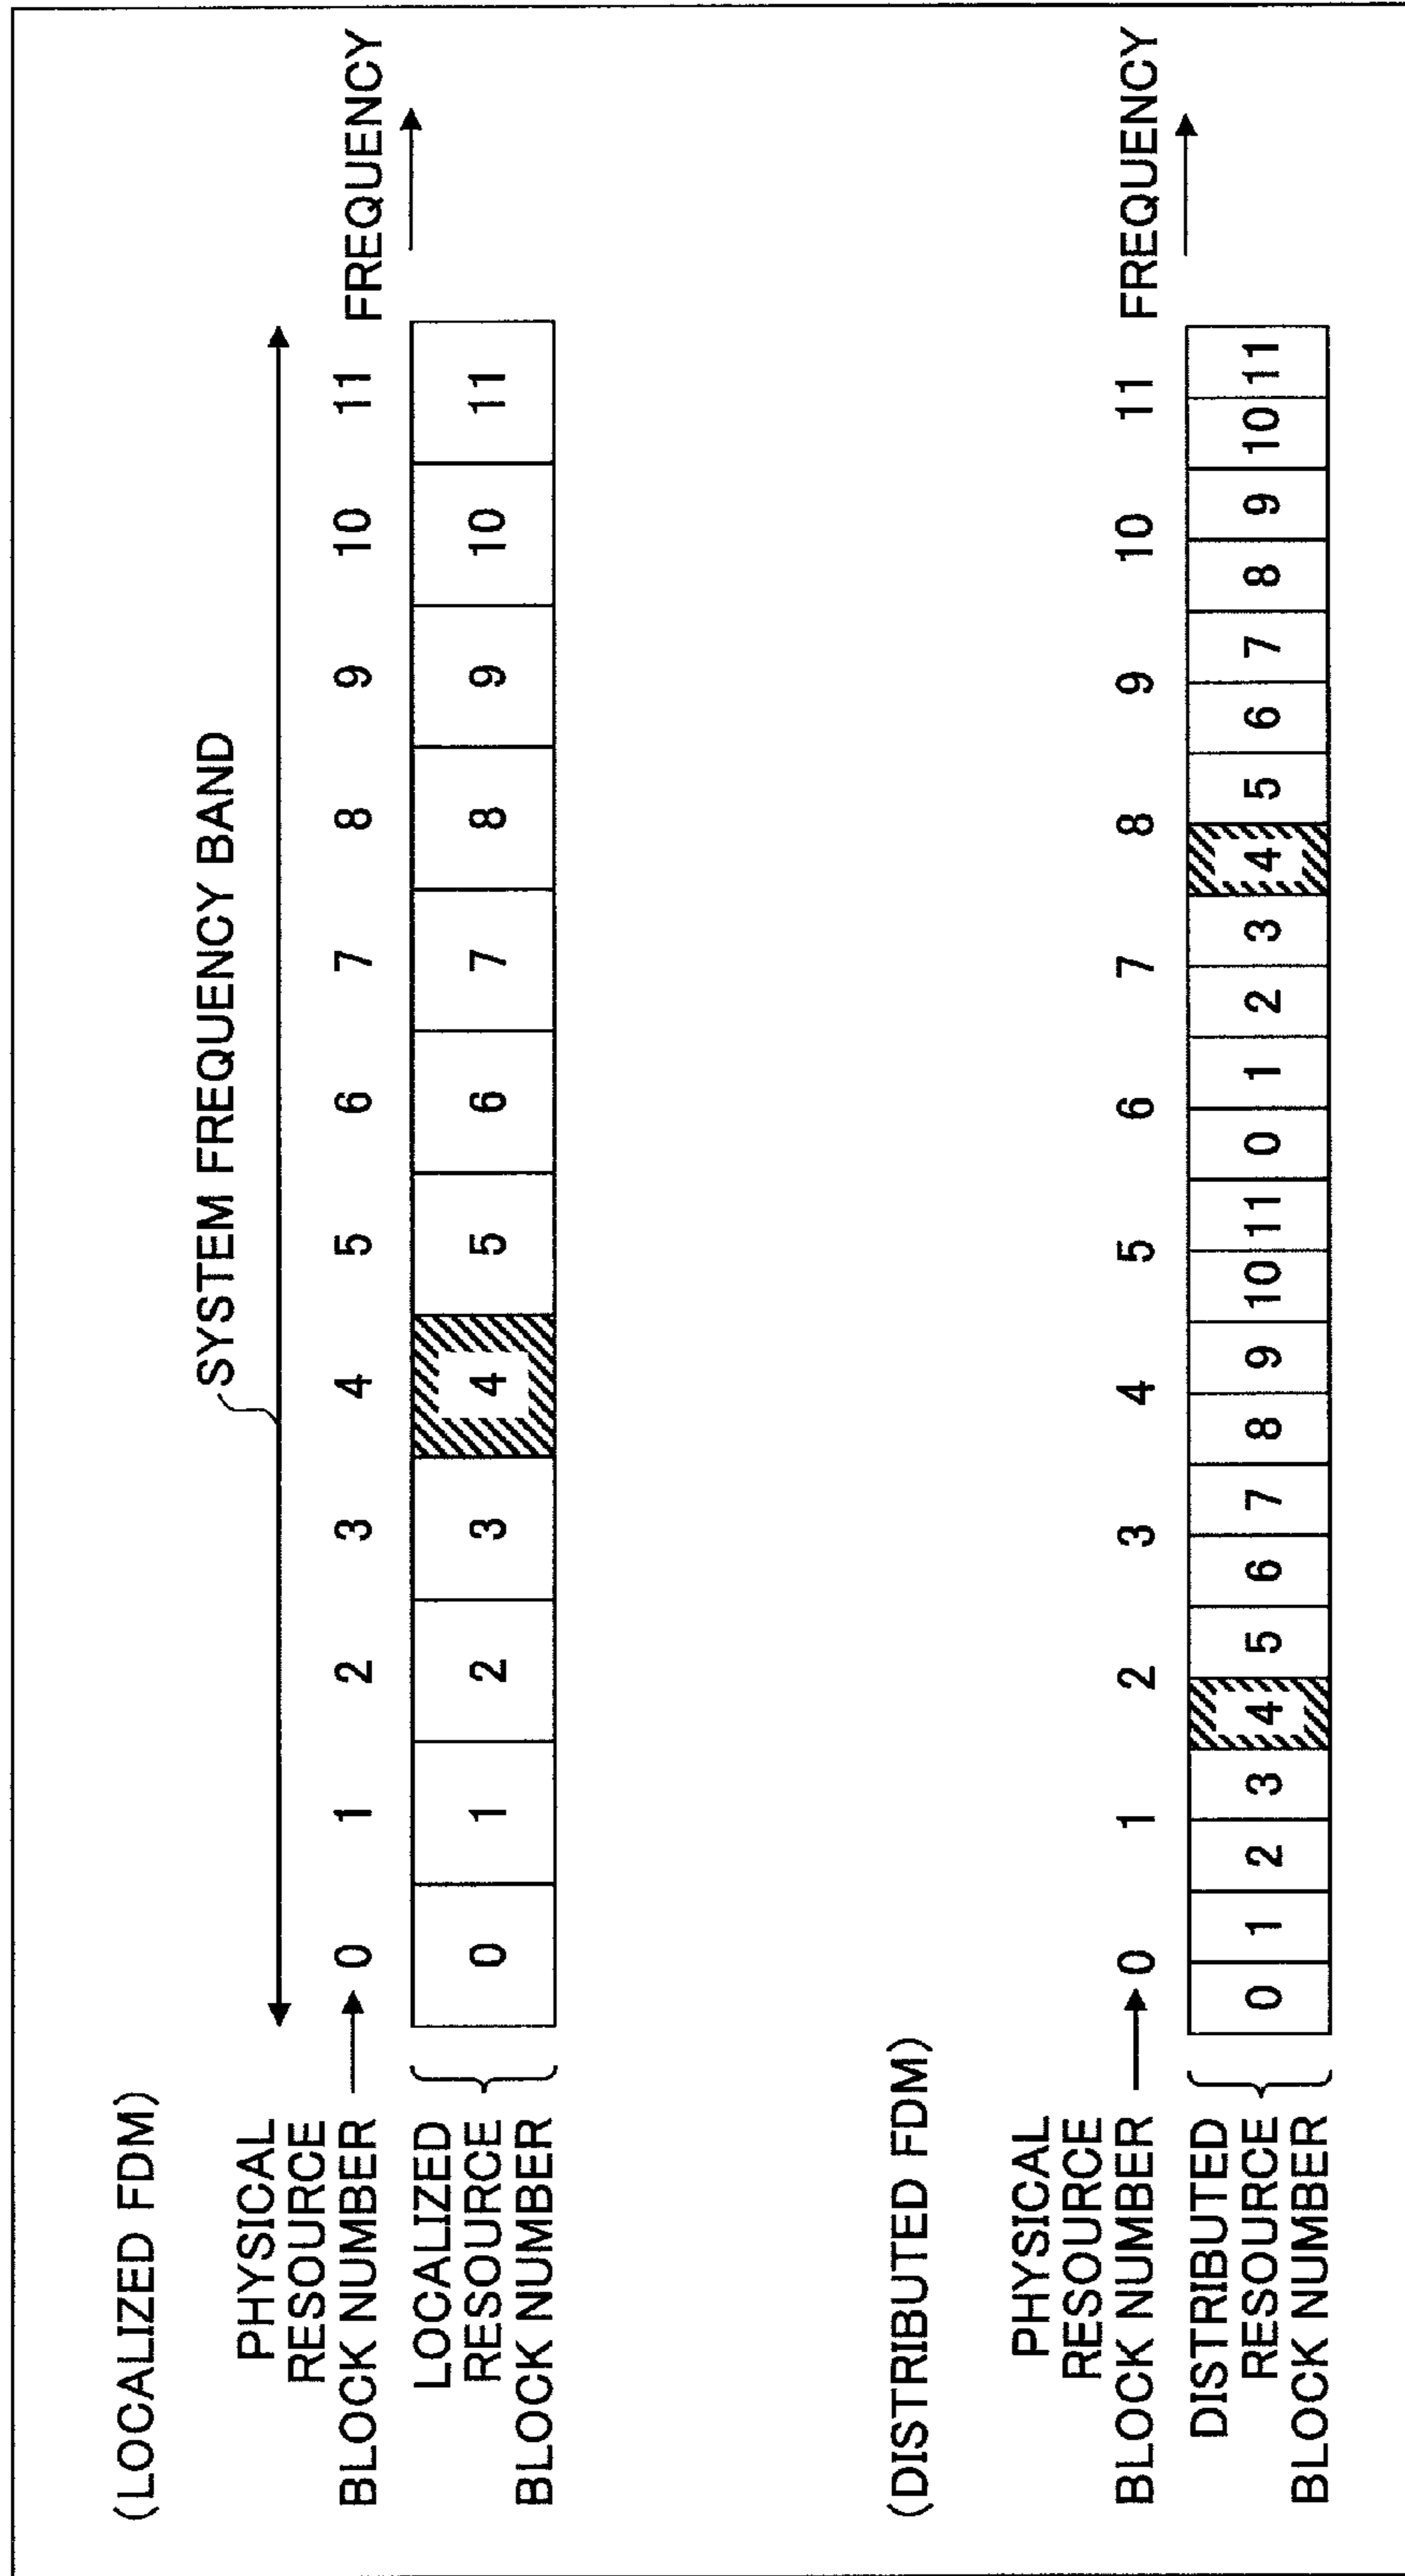 (LOCALIZED FDM)
SYSTEM FREQUENCY BAND
PHYSICAL
RESOURCE
BLOCK NUMBER 0 1 2 3 4 5 6 7 8 9 10 11 FREQUENCY
LOCALIZED
RESOURCE 0 1 2 3 4 5 6 7 8 9 10 11
BLOCK NUMBER
(DISTRIBUTED FDM)
PHYSICAL
RESOURCE
BLOCK NUMBER 0 1 2 3 4 5 6 7 8 9 10 11 FREQUENCY
DISTRIBUTED
RESOURCE 0 1 2 3 4 5 6 7 8 9 10 11 0 1 2 3 4 5 6 7 8 9 10 11
BLOCK NUMBER